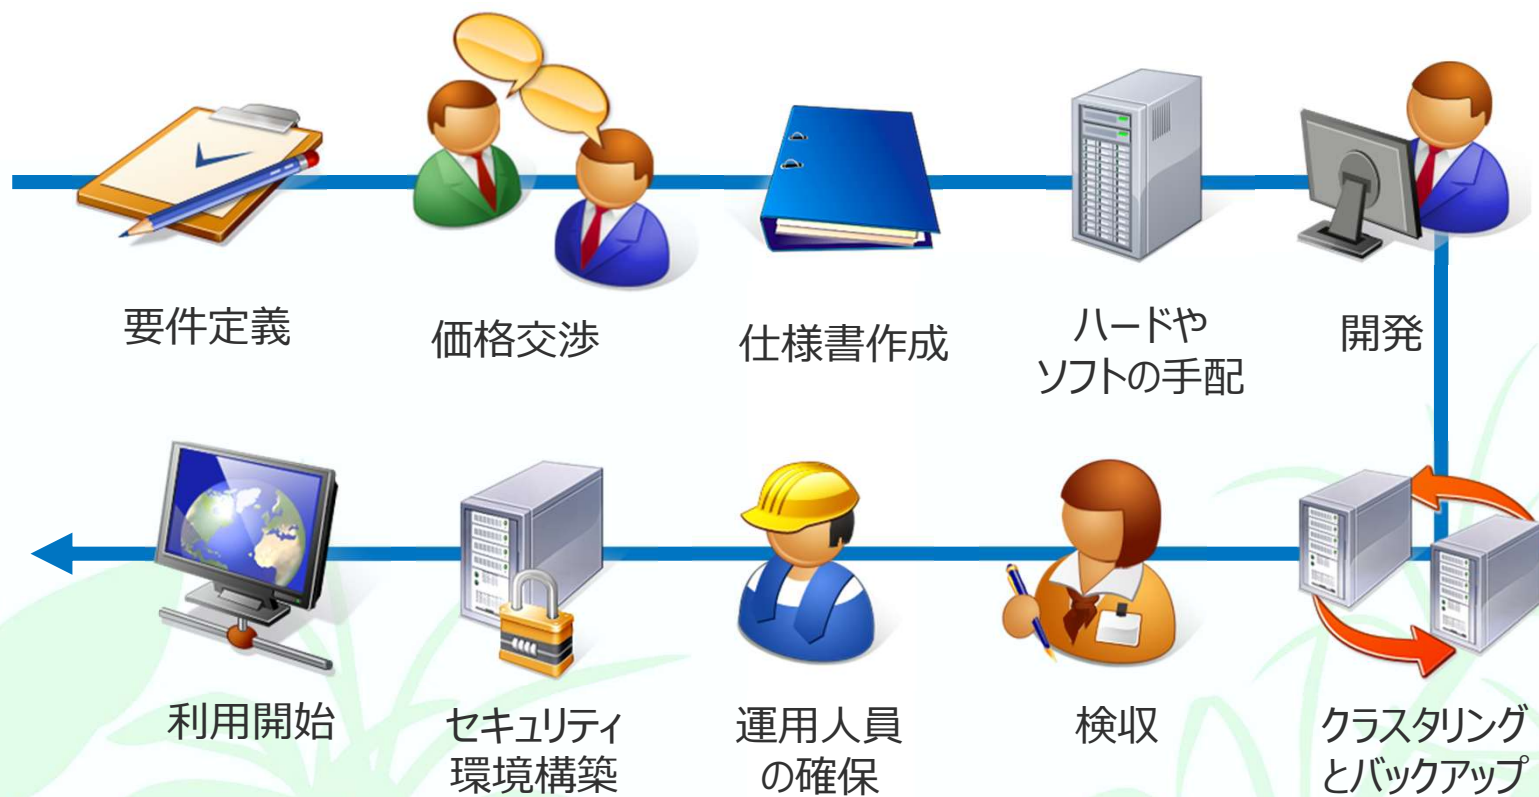 要件定義
価格交渉
仕様書作成
ハードや
ソフトの手配
開発
利用開始
セキュリティ
環境構築
運用人員
の確保
検収
クラスタリング
とバックアップ